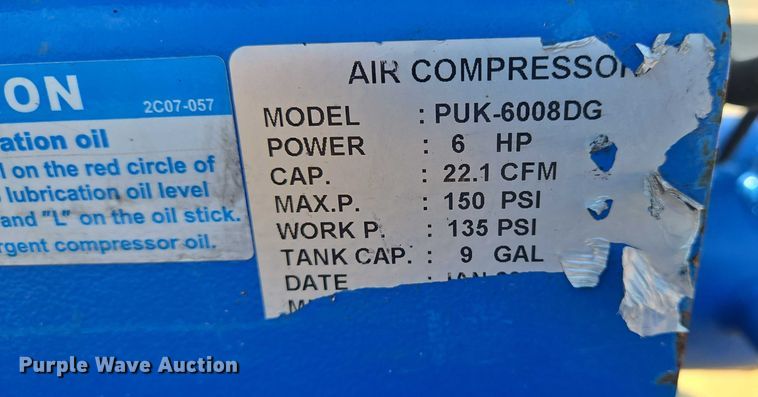 ON
2C07-057
ation oil
l on the red circle of
lubrication oil level
and "L" on the oil stick.
rgent compressor oil.
AIR COMPRESSOR
MODEL : PUK-6008DG
POWER : 6 HP
CAP. : 22.1 CFM
MAX.P. : 150 PSI
WORK P. : 135 PSI
TANK CAP. : 9 GAL
DATE : JAN
Purple Wave Auction